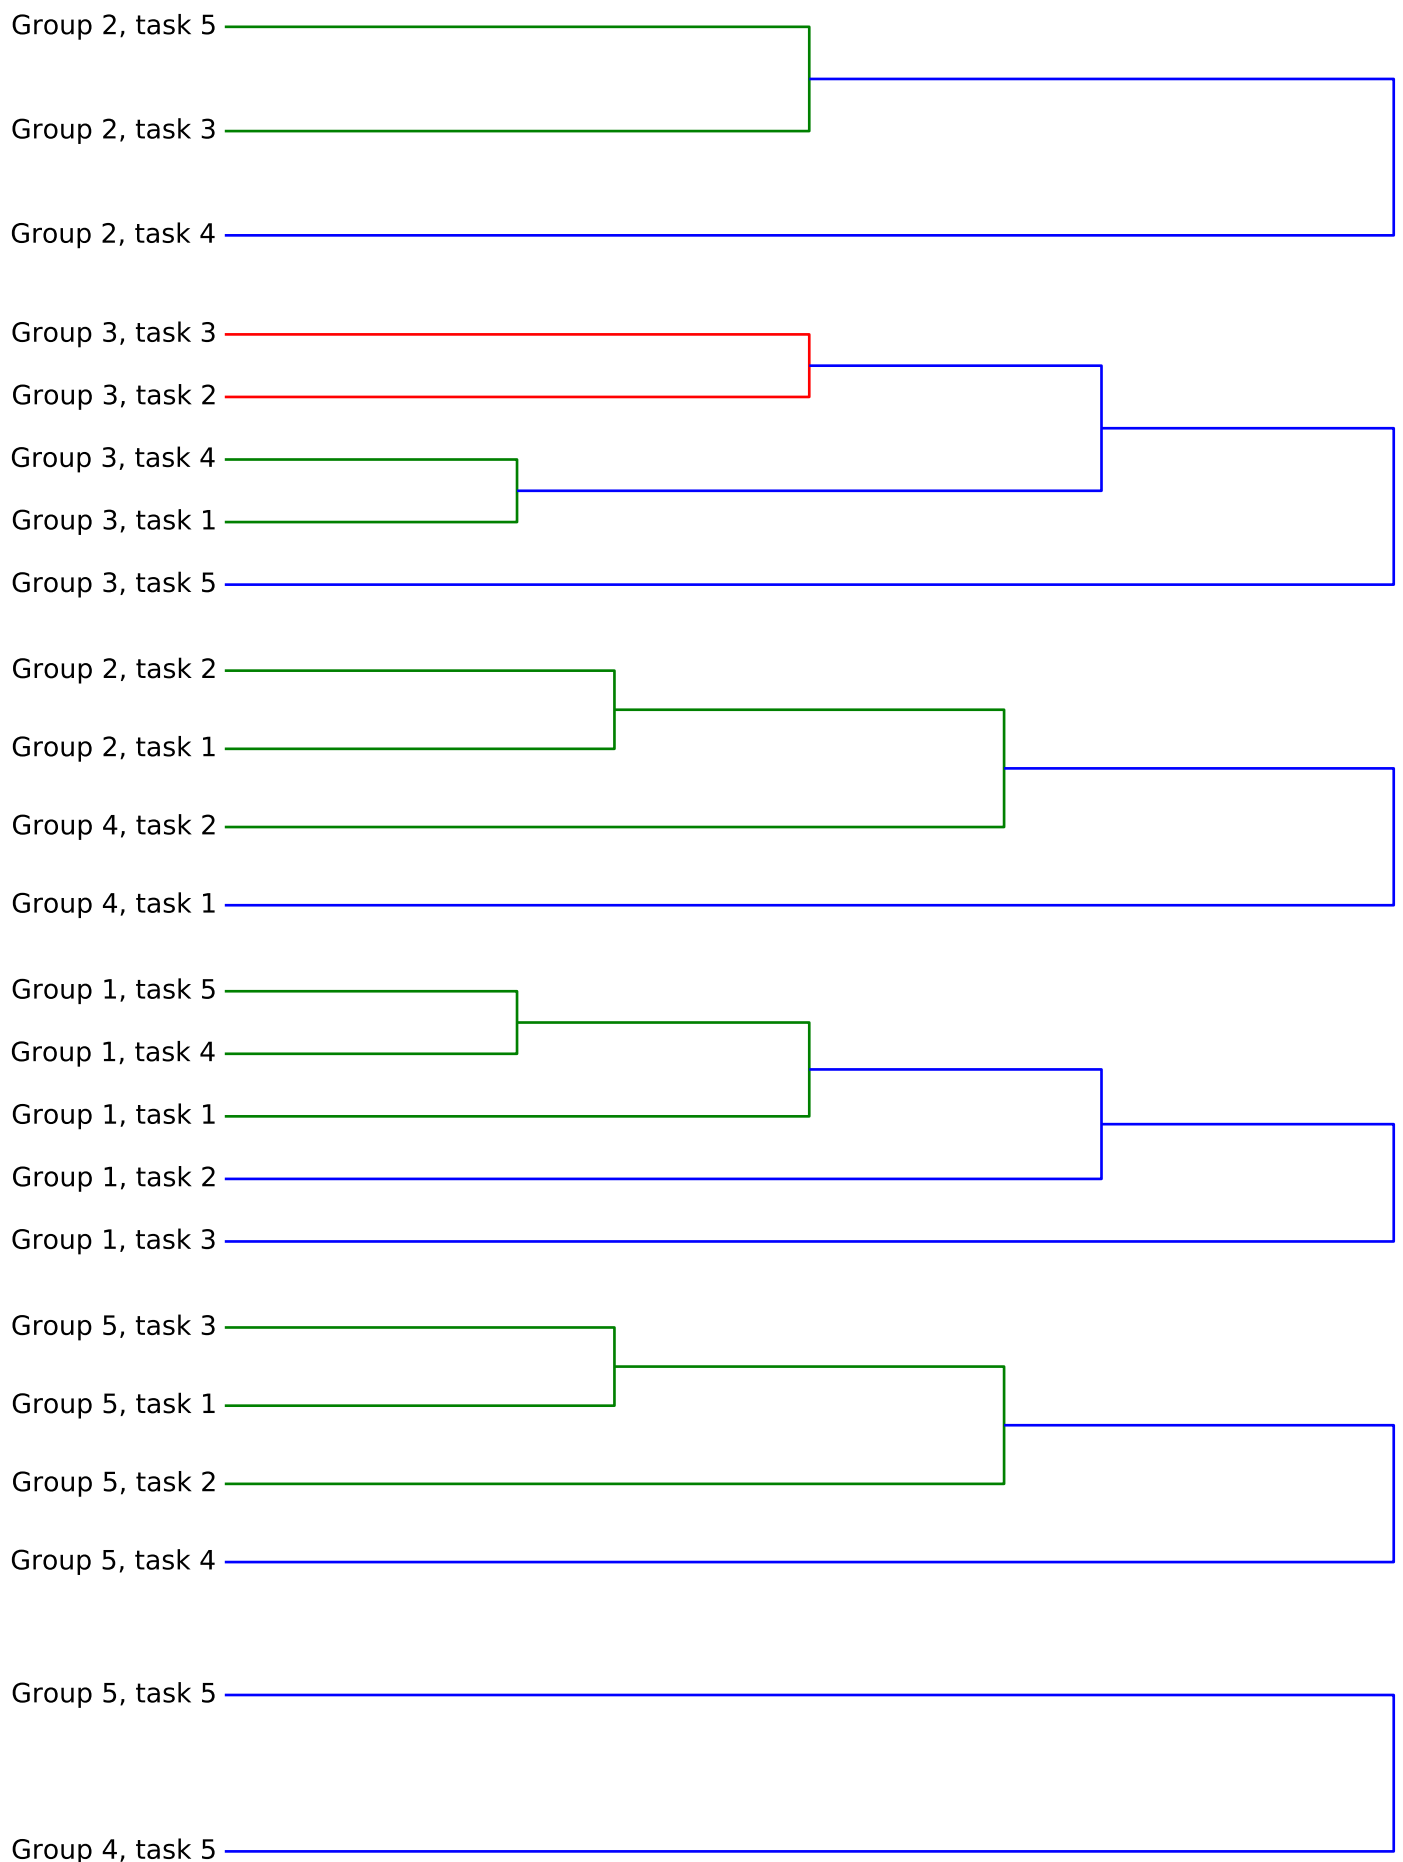 Group 2, task 5
Group 2, task 3
Group 2, task 4
Group 3, task 3
Group 3, task 2
Group 3, task 4
Group 3, task 1
Group 3, task 5
Group 2, task 2
Group 2, task 1
Group 4, task 2
Group 4, task 1
Group 1, task 5
Group 1, task 4
Group 1, task 1
Group 1, task 2
Group 1, task 3
Group 5, task 3
Group 5, task 1
Group 5, task 2
Group 5, task 4
Group 5, task 5
Group 4, task 5